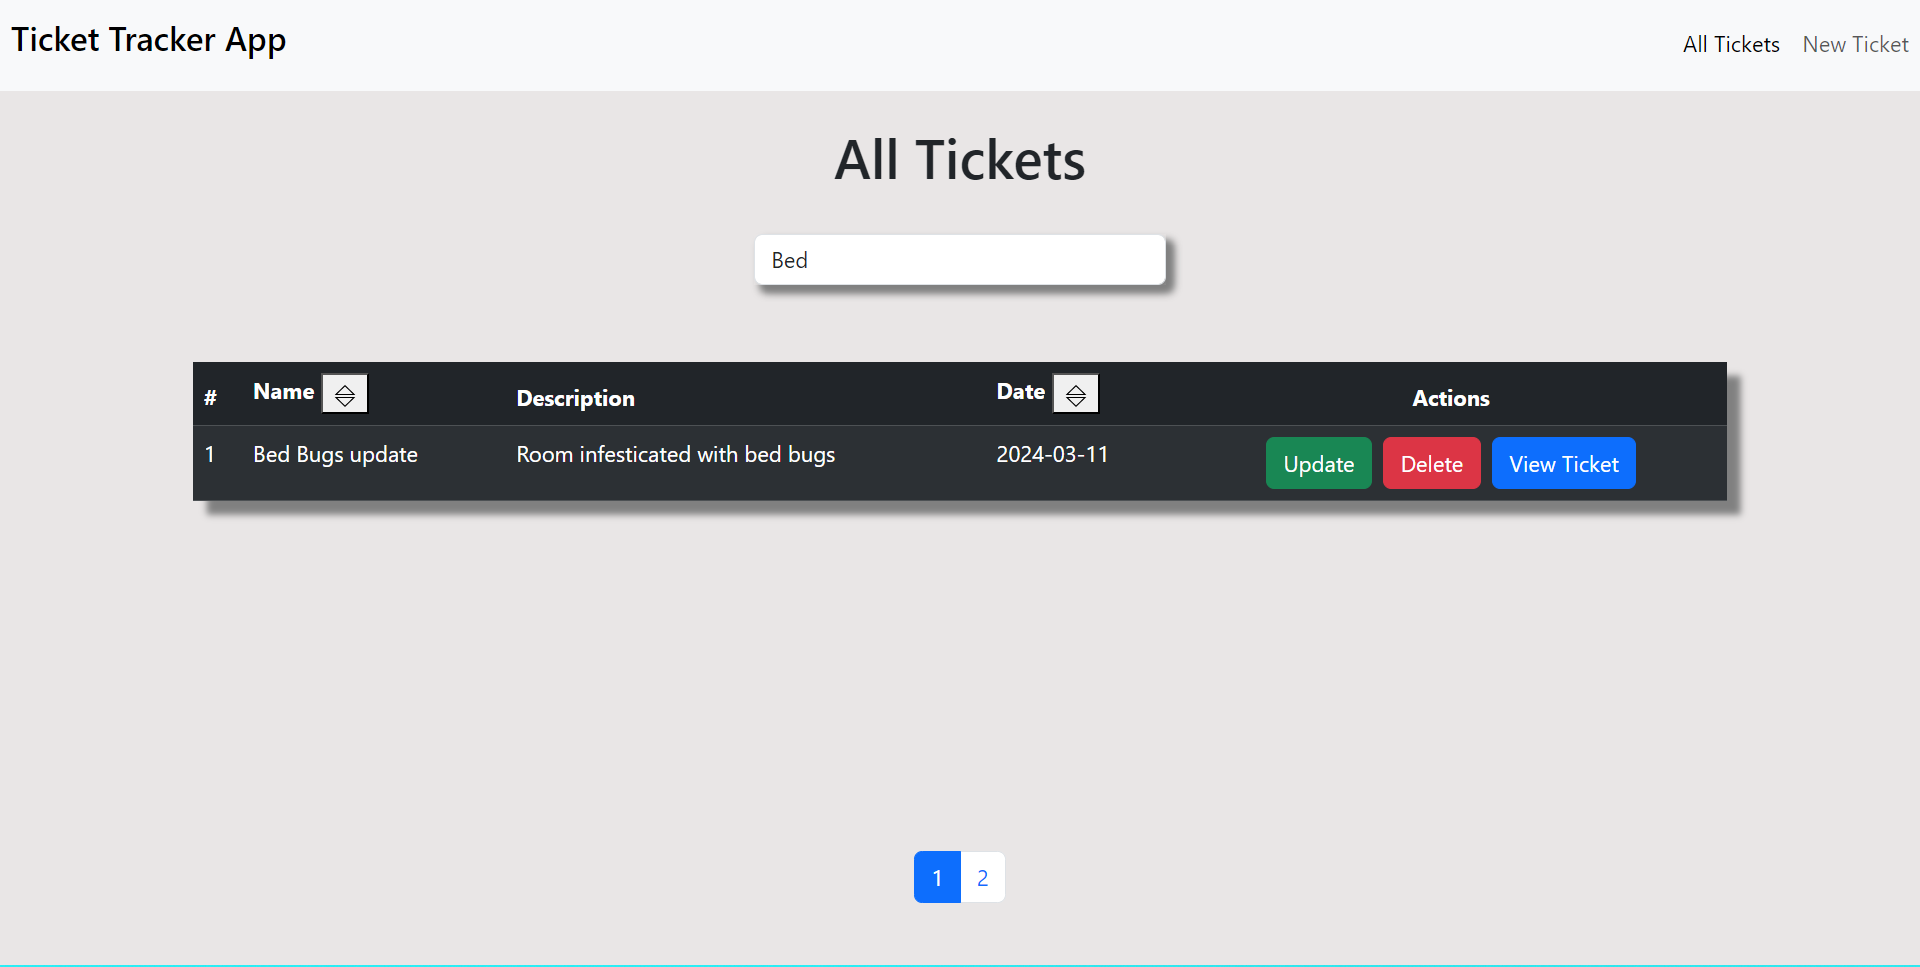 Ticket Tracker App
All Tickets New Ticket
All Tickets
Bed
# Name Description Date Actions
1 Bed Bugs update Room infesticated with bed bugs 2024-03-11 Update Delete View Ticket
1 2